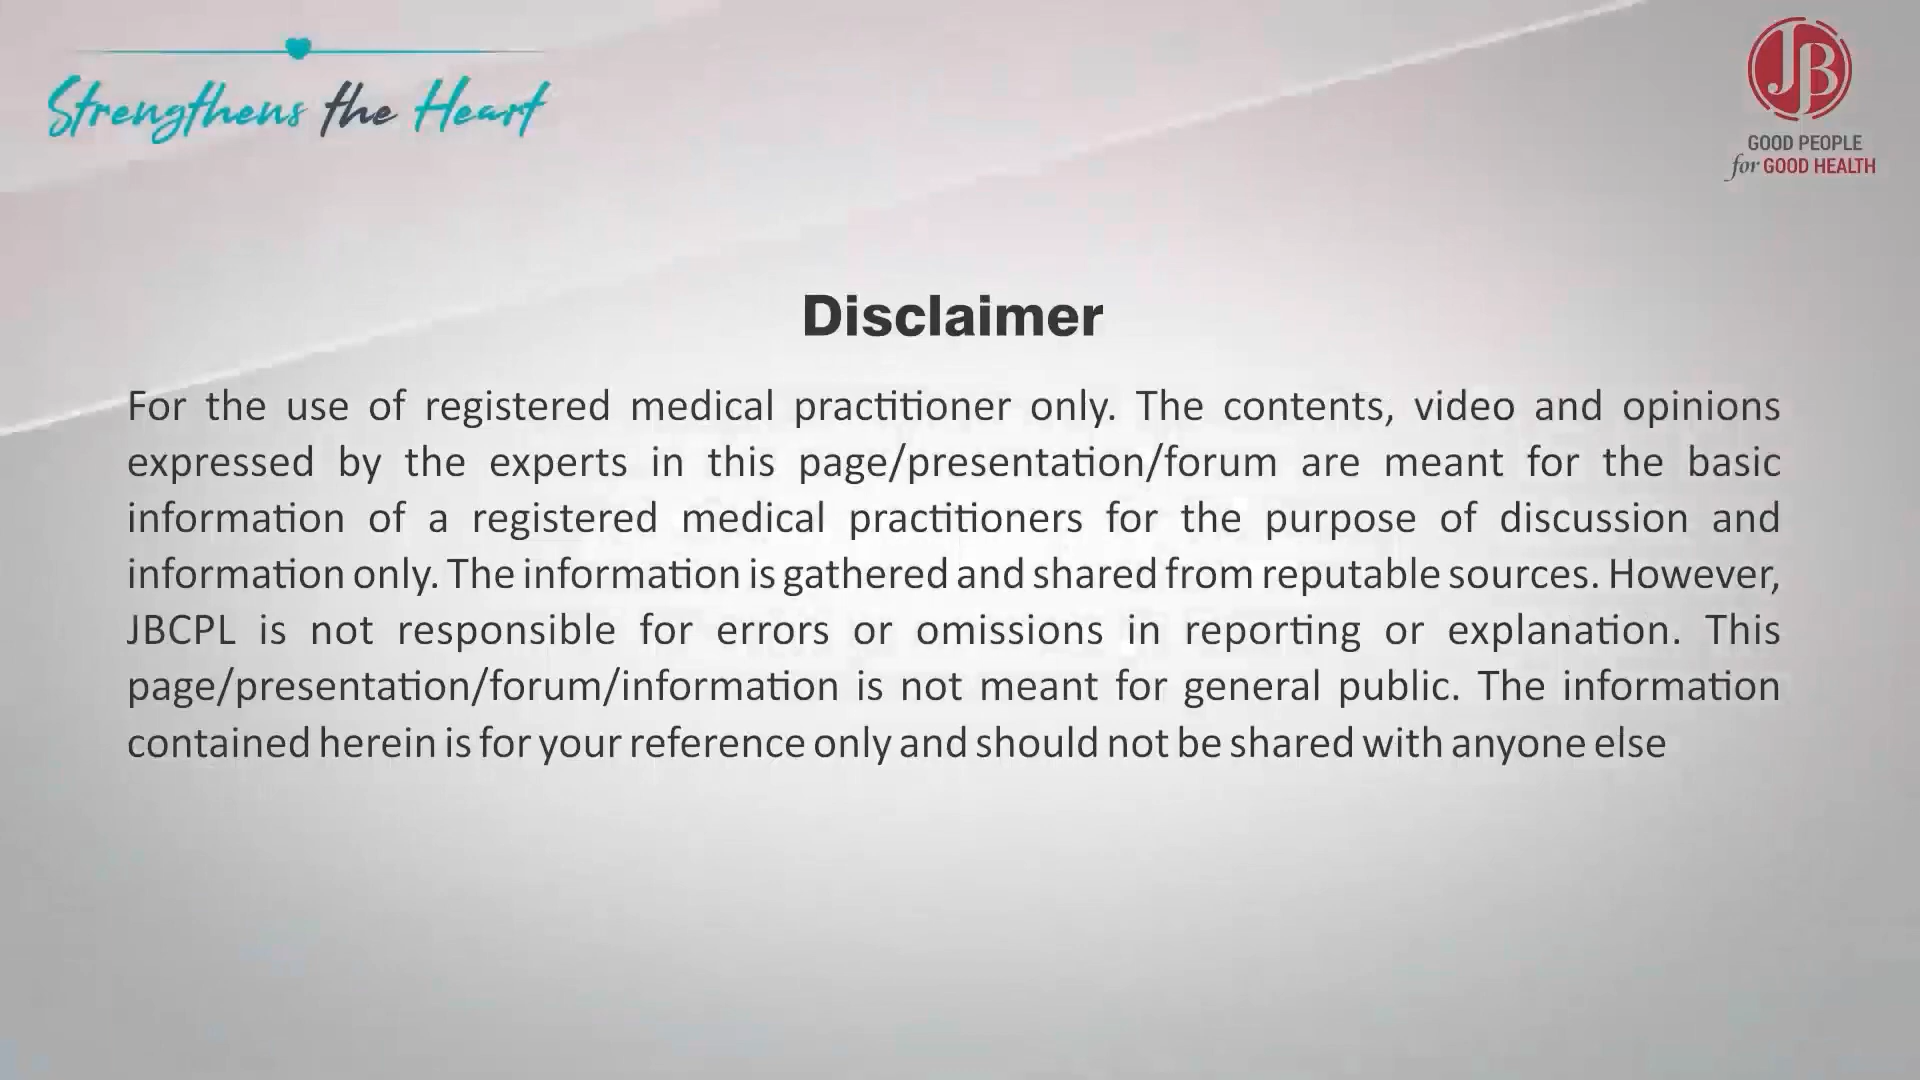 Strengthens the Heart
JB
GOOD PEOPLE
for GOOD HEALTH
Disclaimer
For the use of registered medical practitioner only. The contents, video and opinions
expressed by the experts in this page/presentation/forum are meant for the basic
information of a registered medical practitioners for the purpose of discussion and
information only. The information is gathered and shared from reputable sources. However,
JBCPL is not responsible for errors or omissions in reporting or explanation. This
page/presentation/forum/information is not meant for general public. The information
contained herein is for your reference only and should not be shared with anyone else